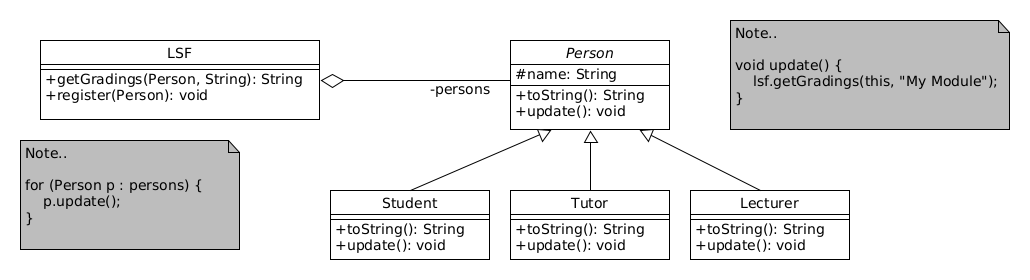 LSF
+getGradings(Person, String): String
+register(Person): void
-persons
Person
#name: String
+toString(): String
+update(): void
Note..
void update() {
    lsf.getGradings(this, "My Module");
}
Note..
for (Person p : persons) {
    p.update();
}
Student
+toString(): String
+update(): void
Tutor
+toString(): String
+update(): void
Lecturer
+toString(): String
+update(): void